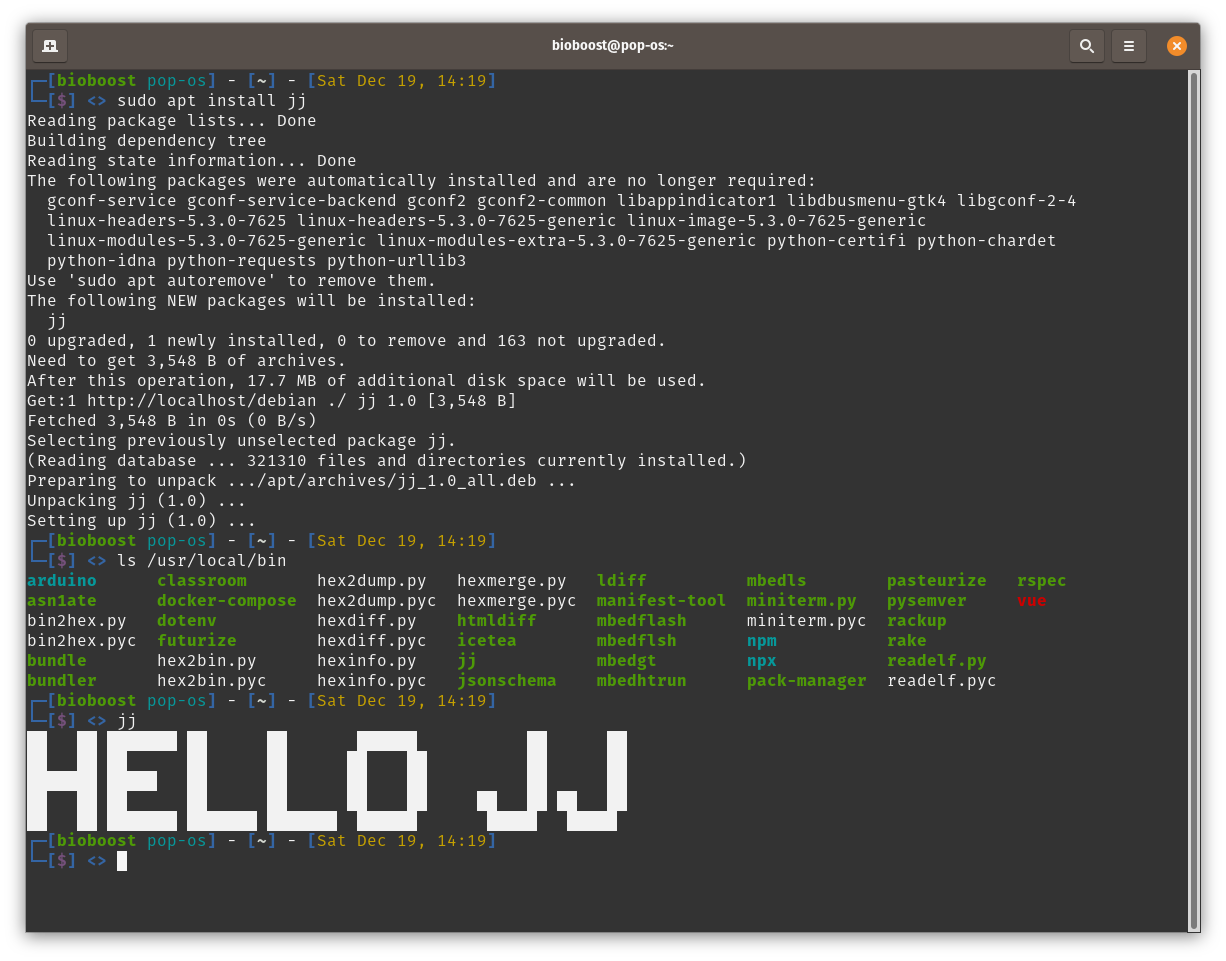 bioboost@pop-os:~
┌─[bioboost pop-os] - [~] - [Sat Dec 19, 14:19]
└─[$] <> sudo apt install jj
Reading package lists... Done
Building dependency tree
Reading state information... Done
The following packages were automatically installed and are no longer required:
  gconf-service gconf-service-backend gconf2 gconf2-common libappindicator1 libdbusmenu-gtk4 libgconf-2-4
  linux-headers-5.3.0-7625 linux-headers-5.3.0-7625-generic linux-image-5.3.0-7625-generic
  linux-modules-5.3.0-7625-generic linux-modules-extra-5.3.0-7625-generic python-certifi python-chardet
  python-idna python-requests python-urllib3
Use 'sudo apt autoremove' to remove them.
The following NEW packages will be installed:
  jj
0 upgraded, 1 newly installed, 0 to remove and 163 not upgraded.
Need to get 3,548 B of archives.
After this operation, 17.7 MB of additional disk space will be used.
Get:1 http://localhost/debian ./ jj 1.0 [3,548 B]
Fetched 3,548 B in 0s (0 B/s)
Selecting previously unselected package jj.
(Reading database ... 321310 files and directories currently installed.)
Preparing to unpack .../apt/archives/jj_1.0_all.deb ...
Unpacking jj (1.0) ...
Setting up jj (1.0) ...
┌─[bioboost pop-os] - [~] - [Sat Dec 19, 14:19]
└─[$] <> ls /usr/local/bin
arduino      classroom       hex2dump.py   hexmerge.py   ldiff          mbedls        pasteurize   rspec
asn1ate      docker-compose  hex2dump.pyc  hexmerge.pyc  manifest-tool  miniterm.py   pysemver     vue
bin2hex.py   dotenv          hexdiff.py    htmldiff      mbedflash      miniterm.pyc  rackup
bin2hex.pyc  futurize        hexdiff.pyc   icetea        mbedflsh       npm           rake
bundle       hex2bin.py      hexinfo.py    jj            mbedgt         npx           readelf.py
bundler      hex2bin.pyc     hexinfo.pyc   jsonschema    mbedhtrun      pack-manager  readelf.pyc
┌─[bioboost pop-os] - [~] - [Sat Dec 19, 14:19]
└─[$] <> jj
HELLO JJ
┌─[bioboost pop-os] - [~] - [Sat Dec 19, 14:19]
└─[$] <>